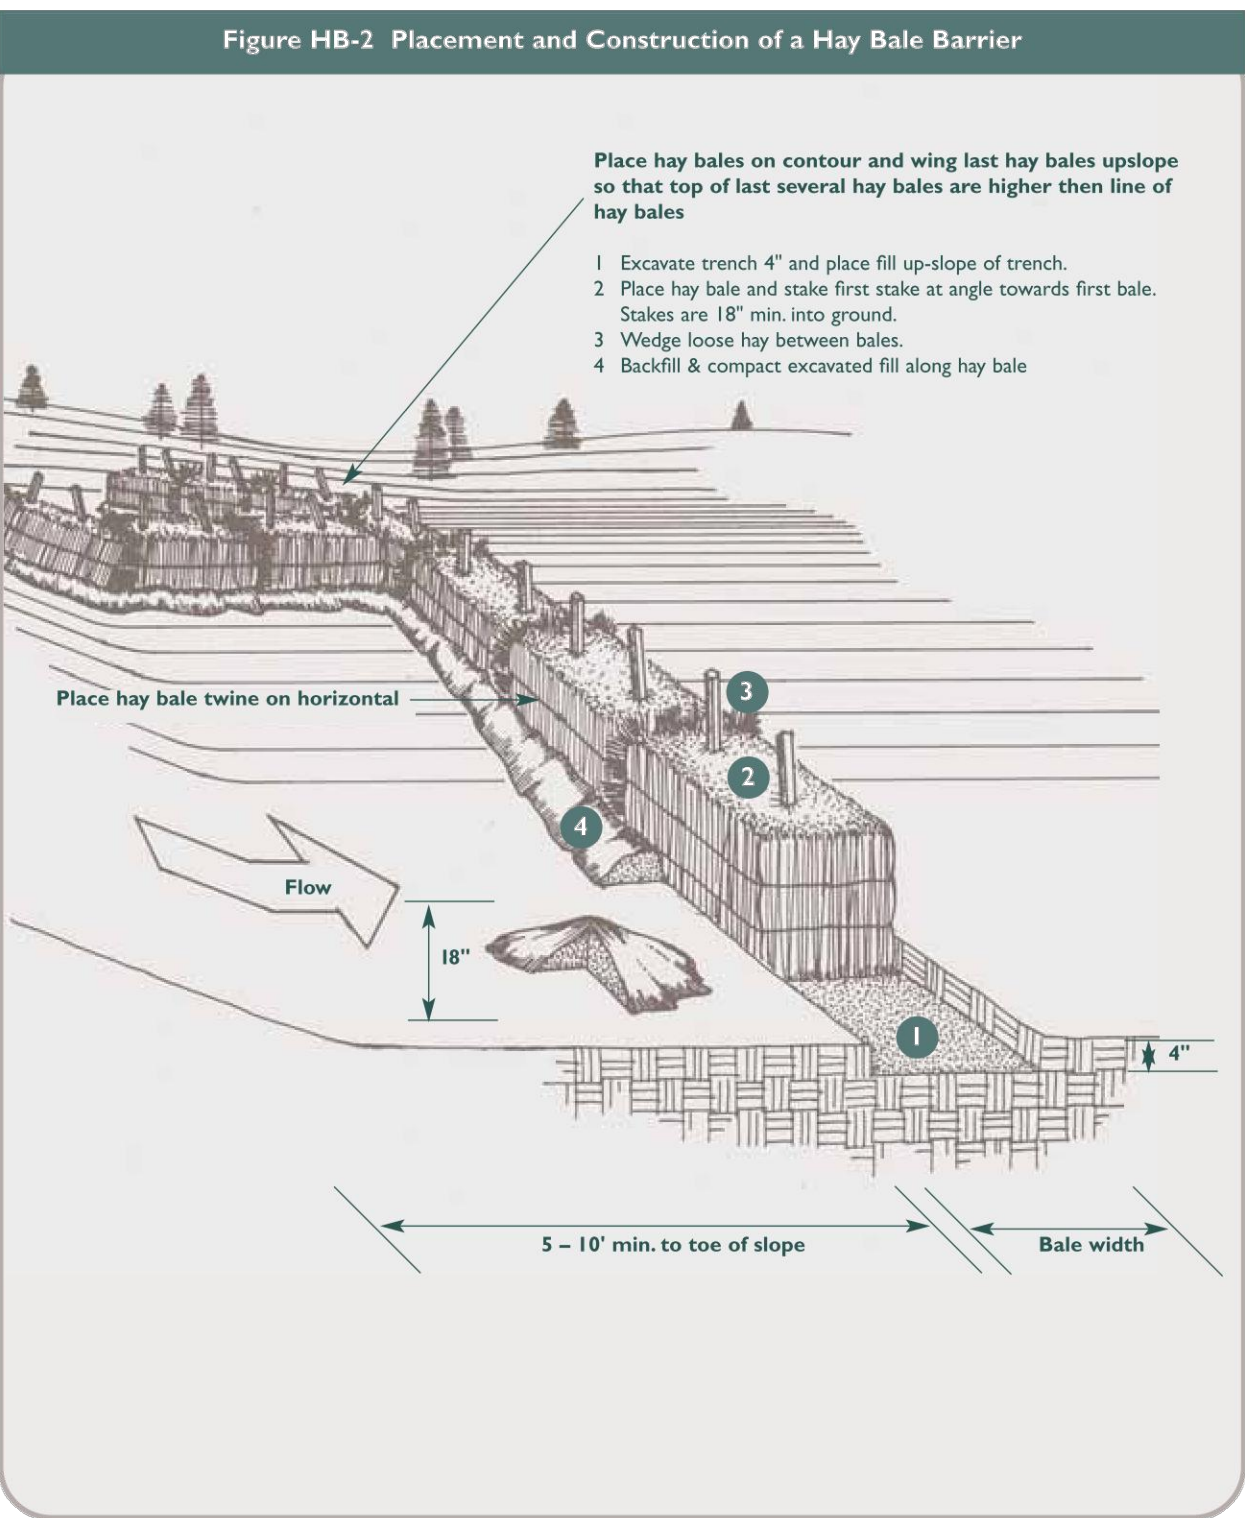 Figure HB-2 Placement and Construction of a Hay Bale Barrier
Place hay bales on contour and wing last hay bales upslope
so that top of last several hay bales are higher then line of
hay bales
1 Excavate trench 4" and place fill up-slope of trench.
2 Place hay bale and stake first stake at angle towards first bale.
Stakes are 18" min. into ground.
3 Wedge loose hay between bales.
4 Backfill & compact excavated fill along hay bale
Place hay bale twine on horizontal
3
2
4
Flow
18"
1
4"
5 – 10' min. to toe of slope
Bale width